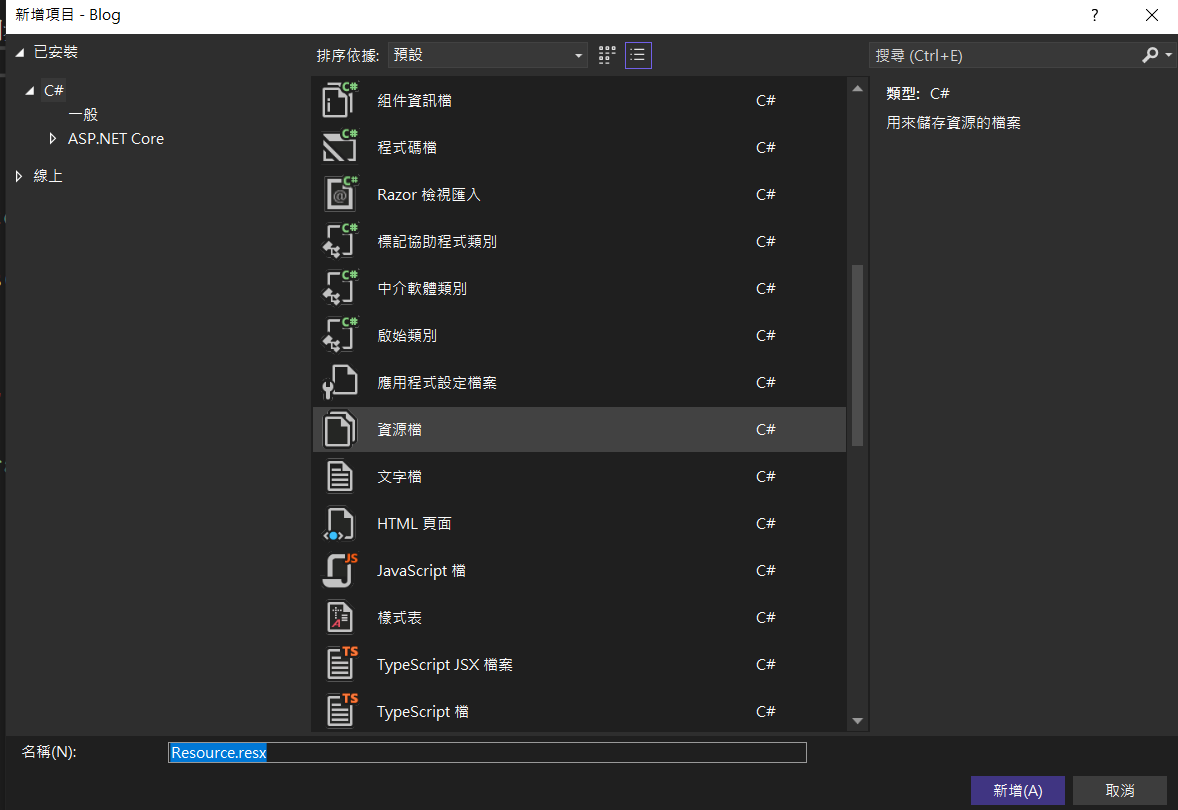 新增項目 - Blog
?
已安裝
C#
一般
ASP.NET Core
線上
排序依據: 預設
搜尋 (Ctrl+E)
組件資訊檔 C#
程式碼檔 C#
Razor 檢視匯入 C#
標記協助程式類別 C#
中介軟體類別 C#
啟始類別 C#
應用程式設定檔案 C#
資源檔 C#
文字檔 C#
HTML 頁面 C#
JavaScript 檔 C#
樣式表 C#
TypeScript JSX 檔案 C#
TypeScript 檔 C#
類型: C#
用來儲存資源的檔案
名稱(N): Resource.resx
新增(A) 取消